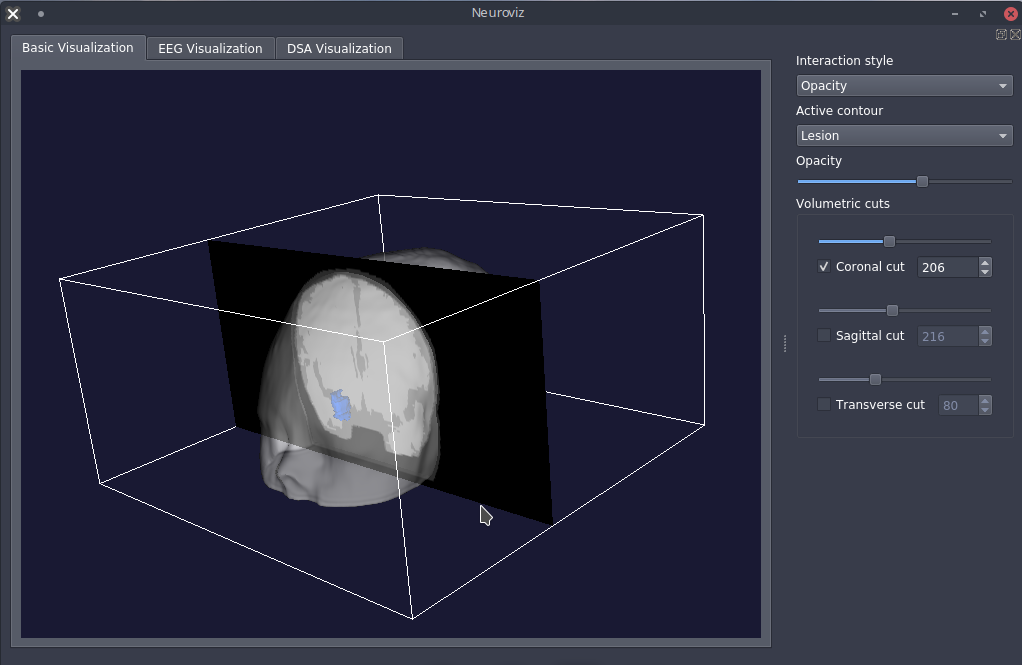 Neuroviz
Basic Visualization
EEG Visualization
DSA Visualization
Interaction style
Opacity
Active contour
Lesion
Opacity
Volumetric cuts
Coronal cut 206
Sagittal cut 216
Transverse cut 80